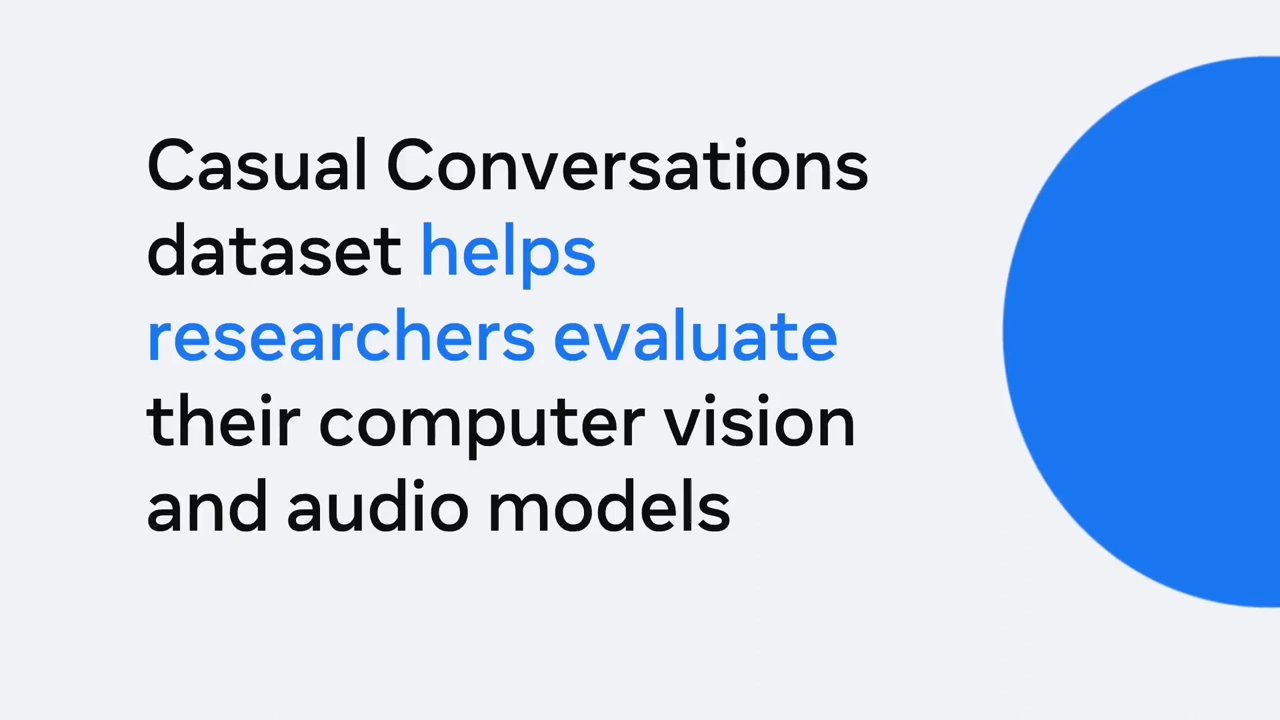 Casual Conversations
dataset helps
researchers evaluate
their computer vision
and audio models